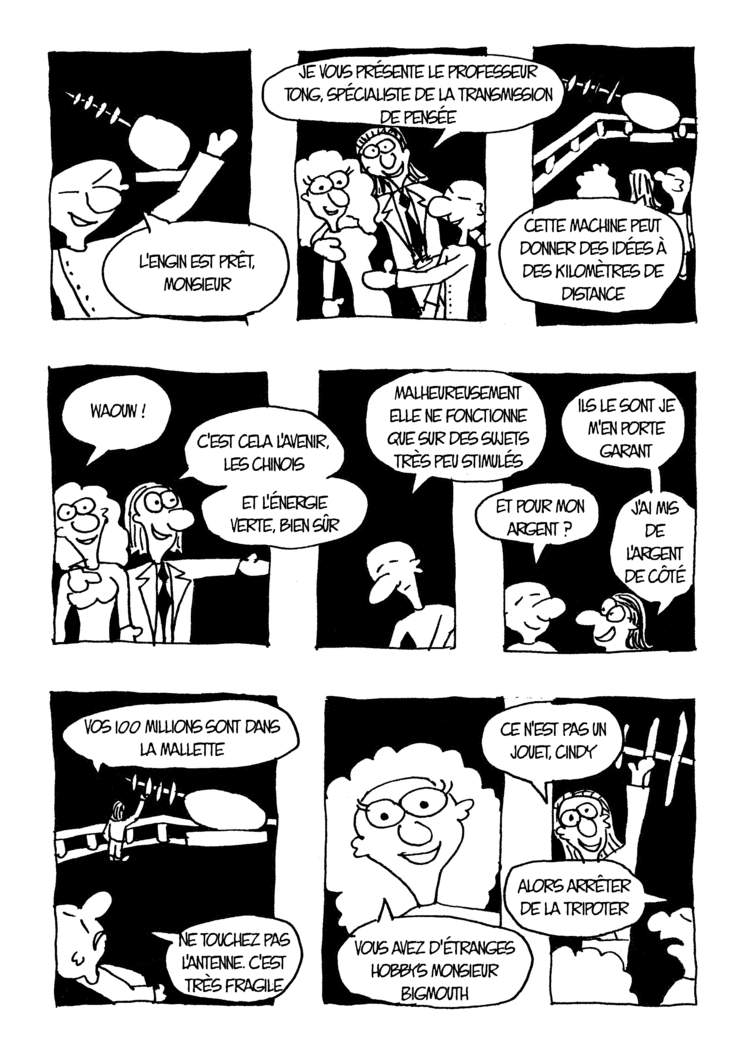 L'ENGIN EST PRÊT,
MONSIEUR
JE VOUS PRÉSENTE LE PROFESSEUR
TONG, SPÉCIALISTE DE LA TRANSMISSION
DE PENSÉE
CETTE MACHINE PEUT
DONNER DES IDÉES À
DES KILOMÈTRES DE
DISTANCE
WAOUW !
C'EST CELA L'AVENIR,
LES CHINOIS
ET L'ÉNERGIE
VERTE, BIEN SÛR
MALHEUREUSEMENT
ELLE NE FONCTIONNE
QUE SUR DES SUJETS
TRÈS PEU STIMULÉS
ET POUR MON
ARGENT ?
ILS LE SONT JE
M'EN PORTE
GARANT
J'AI MIS
DE
L'ARGENT
DE CÔTÉ
VOS 100 MILLIONS SONT DANS
LA MALLETTE
NE TOUCHEZ PAS
L'ANTENNE. C'EST
TRÈS FRAGILE
VOUS AVEZ D'ÉTRANGES
HOBBYS MONSIEUR
BIGMOUTH
CE N'EST PAS UN
JOUET, CINDY
ALORS ARRÊTER
DE LA TRIPOTER